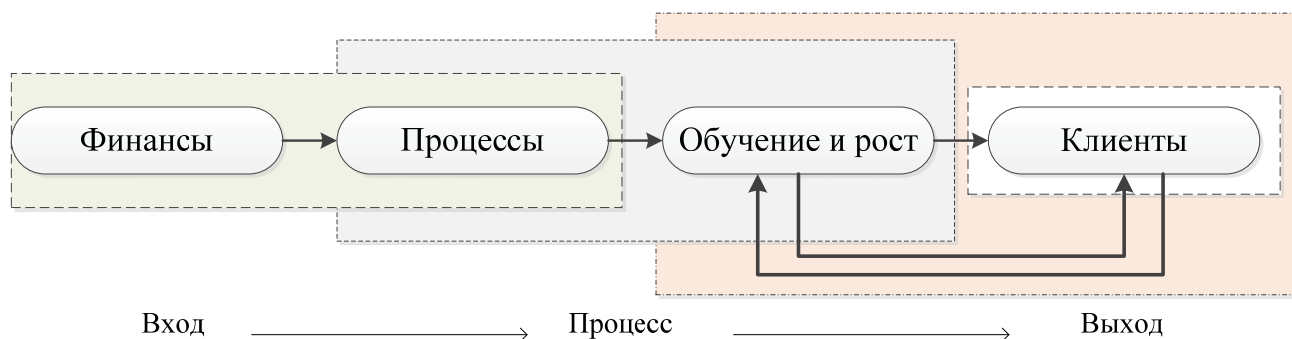 Финансы
Процессы
Обучение и рост
Клиенты
Вход
Процесс
Выход